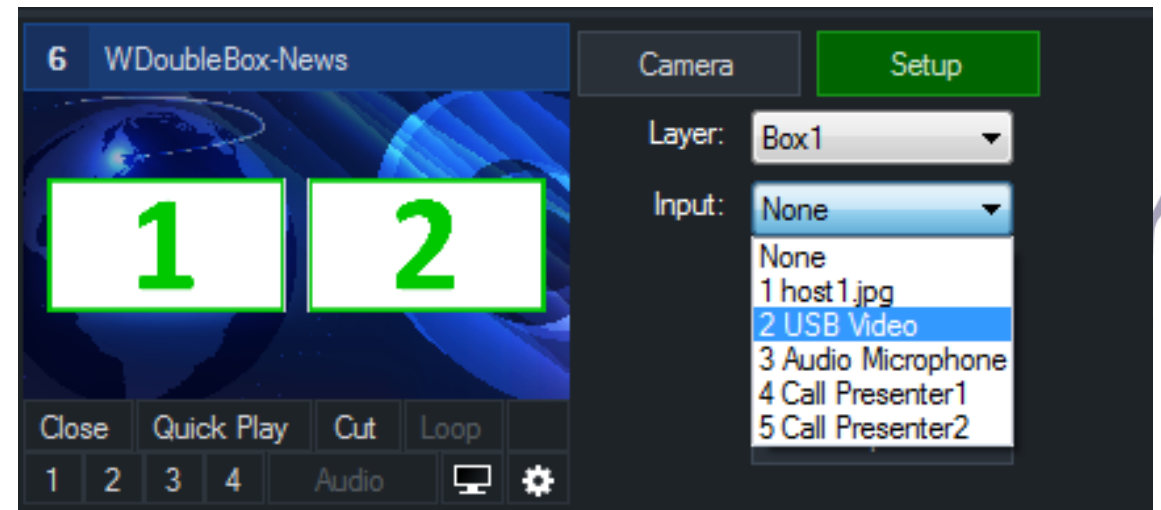 6 WDoubleBox-News
Camera
Setup
Layer:
Box1
Input:
None
None
1 host1.jpg
2 USB Video
3 Audio Microphone
4 Call Presenter1
5 Call Presenter2
1
2
Close
Quick Play
Cut
Loop
1
2
3
4
Audio